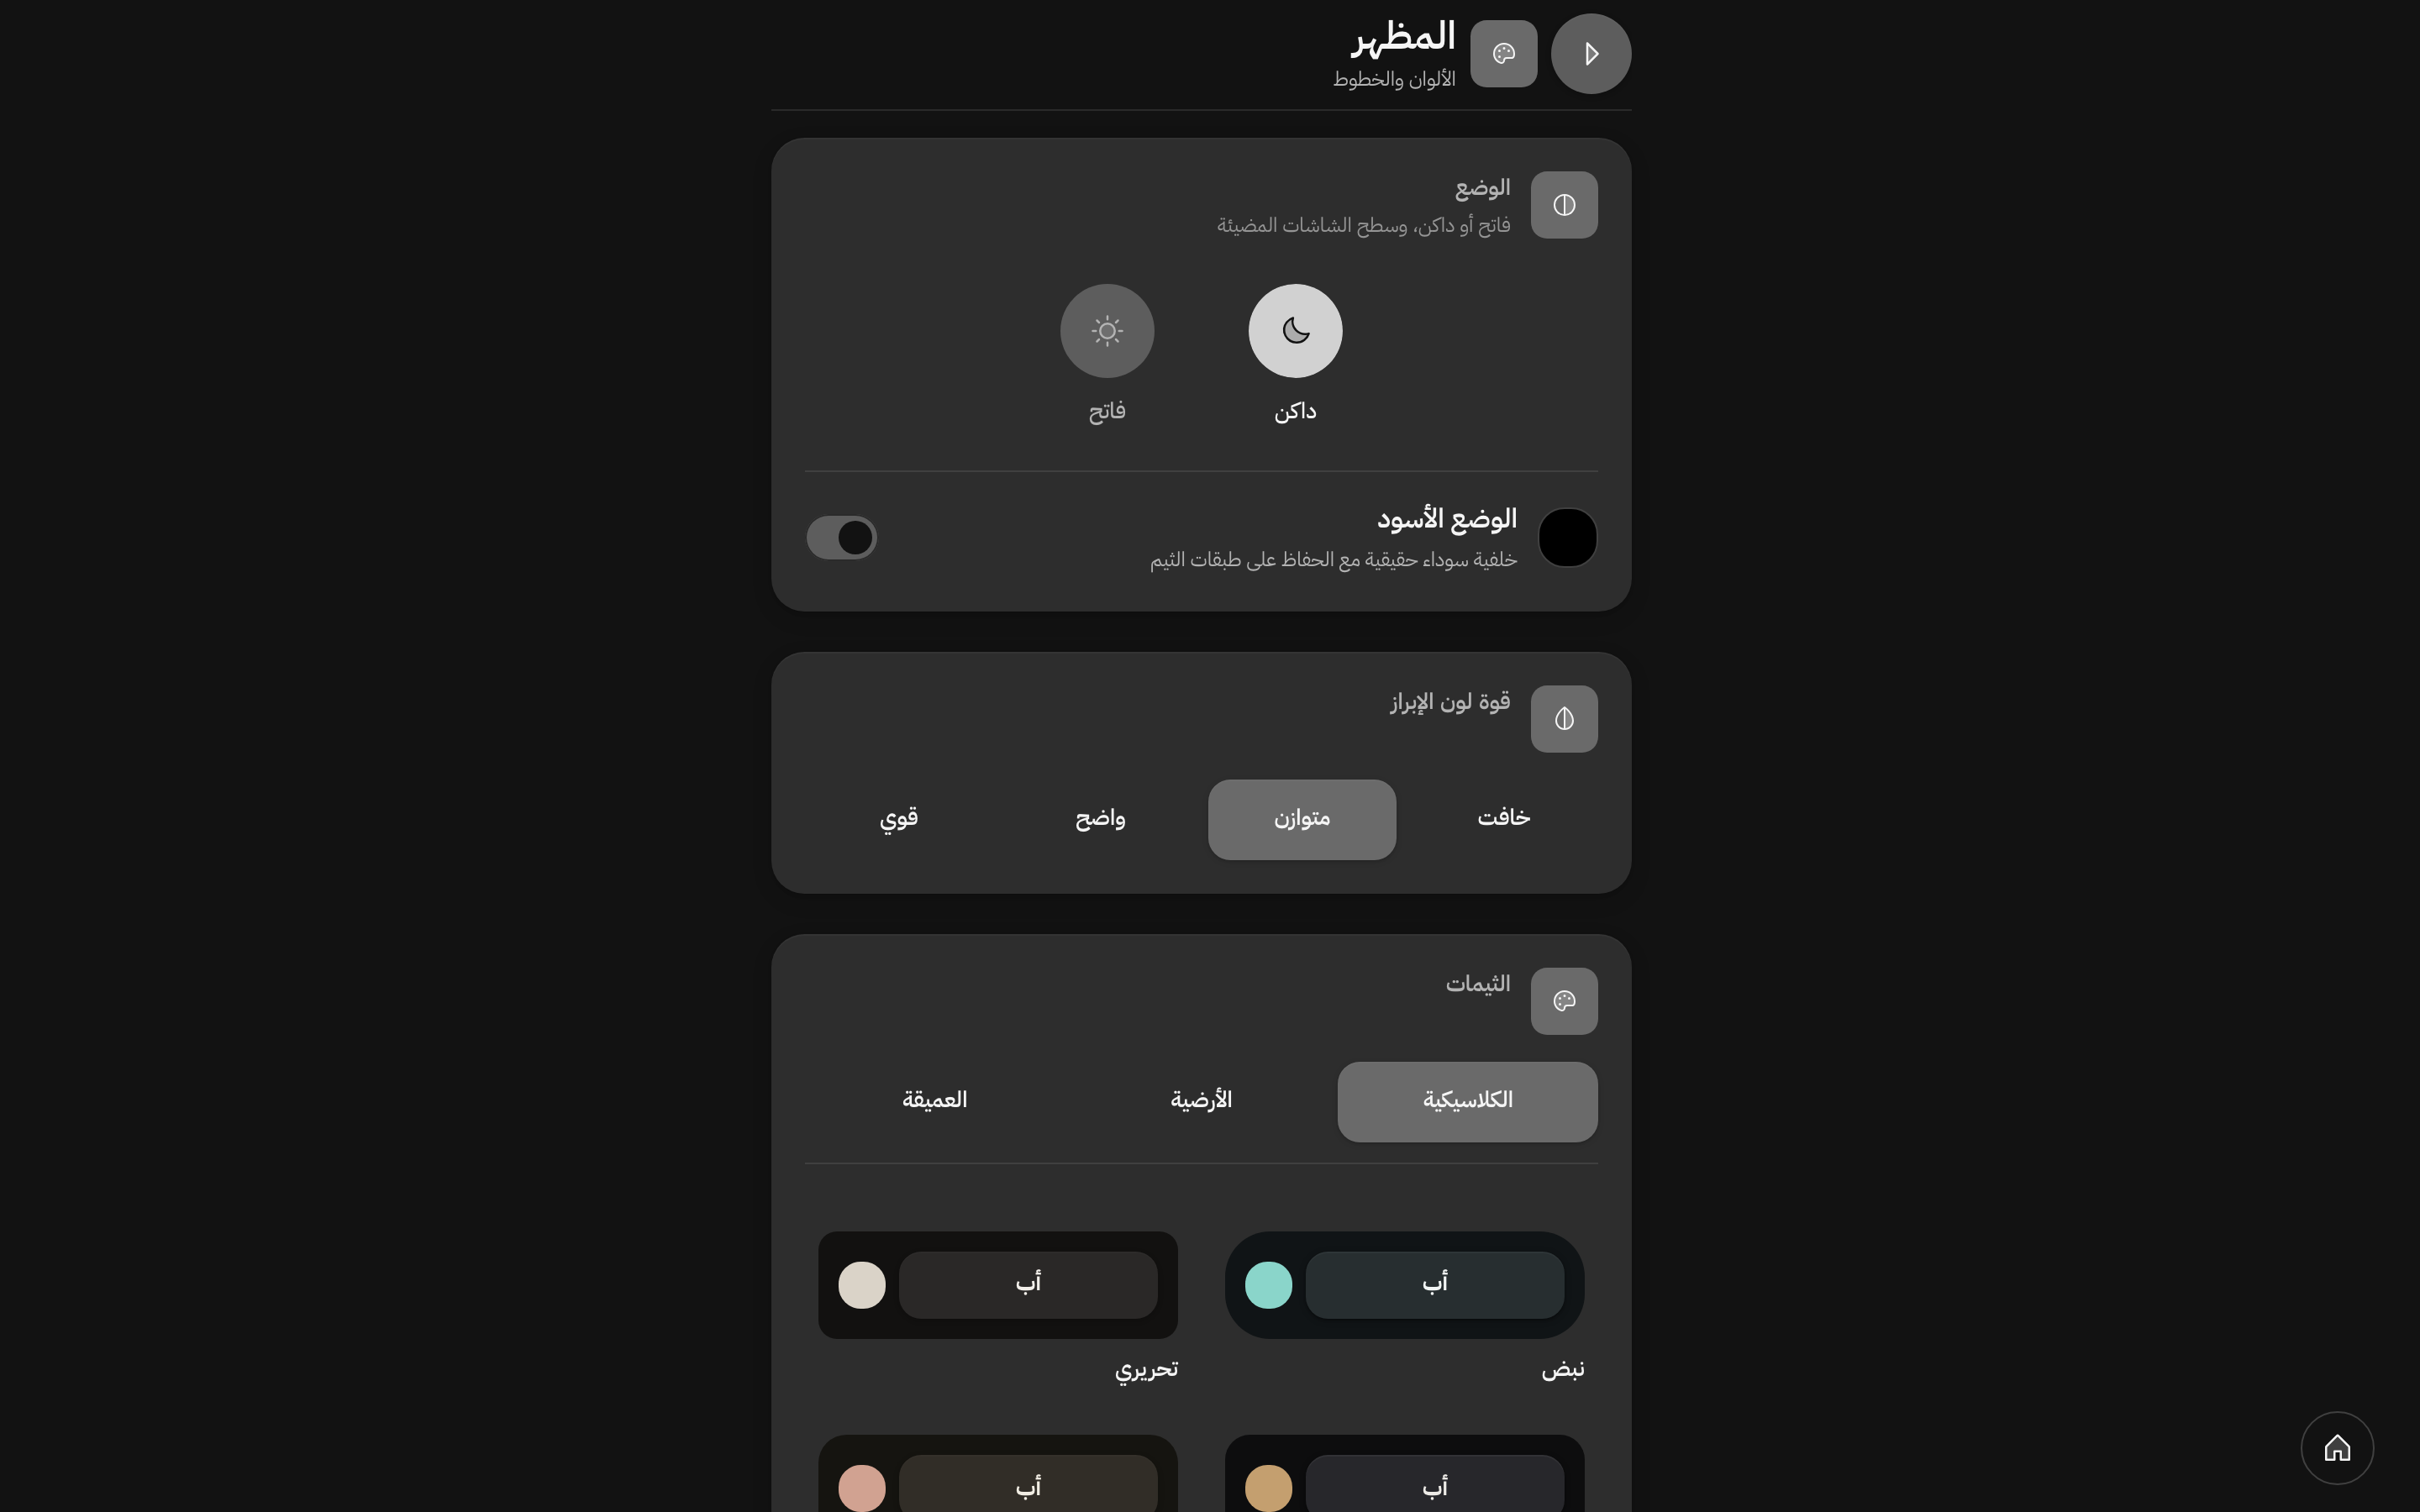 المظهر
الألوان والخطوط
الوضع
فاتح أو داكن، وسطح الشاشات المضيئة
داكن
فاتح
الوضع الأسود
خلفية سوداء حقيقية مع الحفاظ على طبقات الثيم
قوة لون الإبراز
خافت
متوازن
واضح
قوي
الثيمات
الكلاسيكية
الأرضية
العميقة
أب
أب
نبض
تحريري
أب
أب